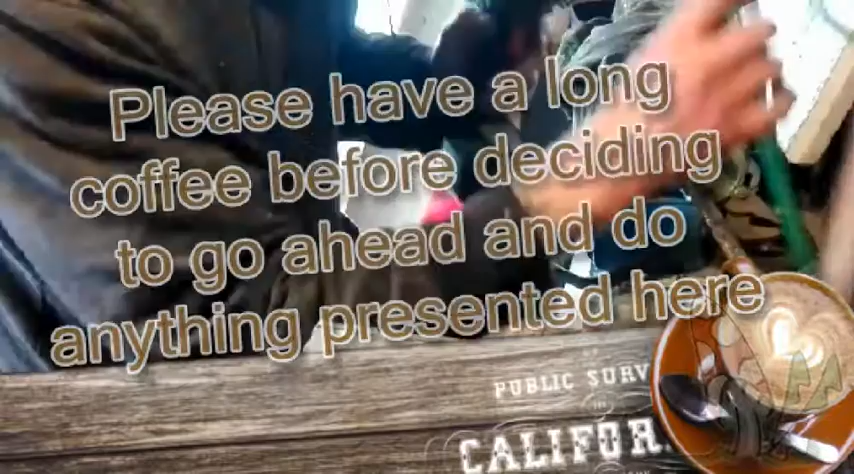 Please have a long
coffee before deciding
to go ahead and do
anything presented here
PUBLIC SURV
CALIFOR